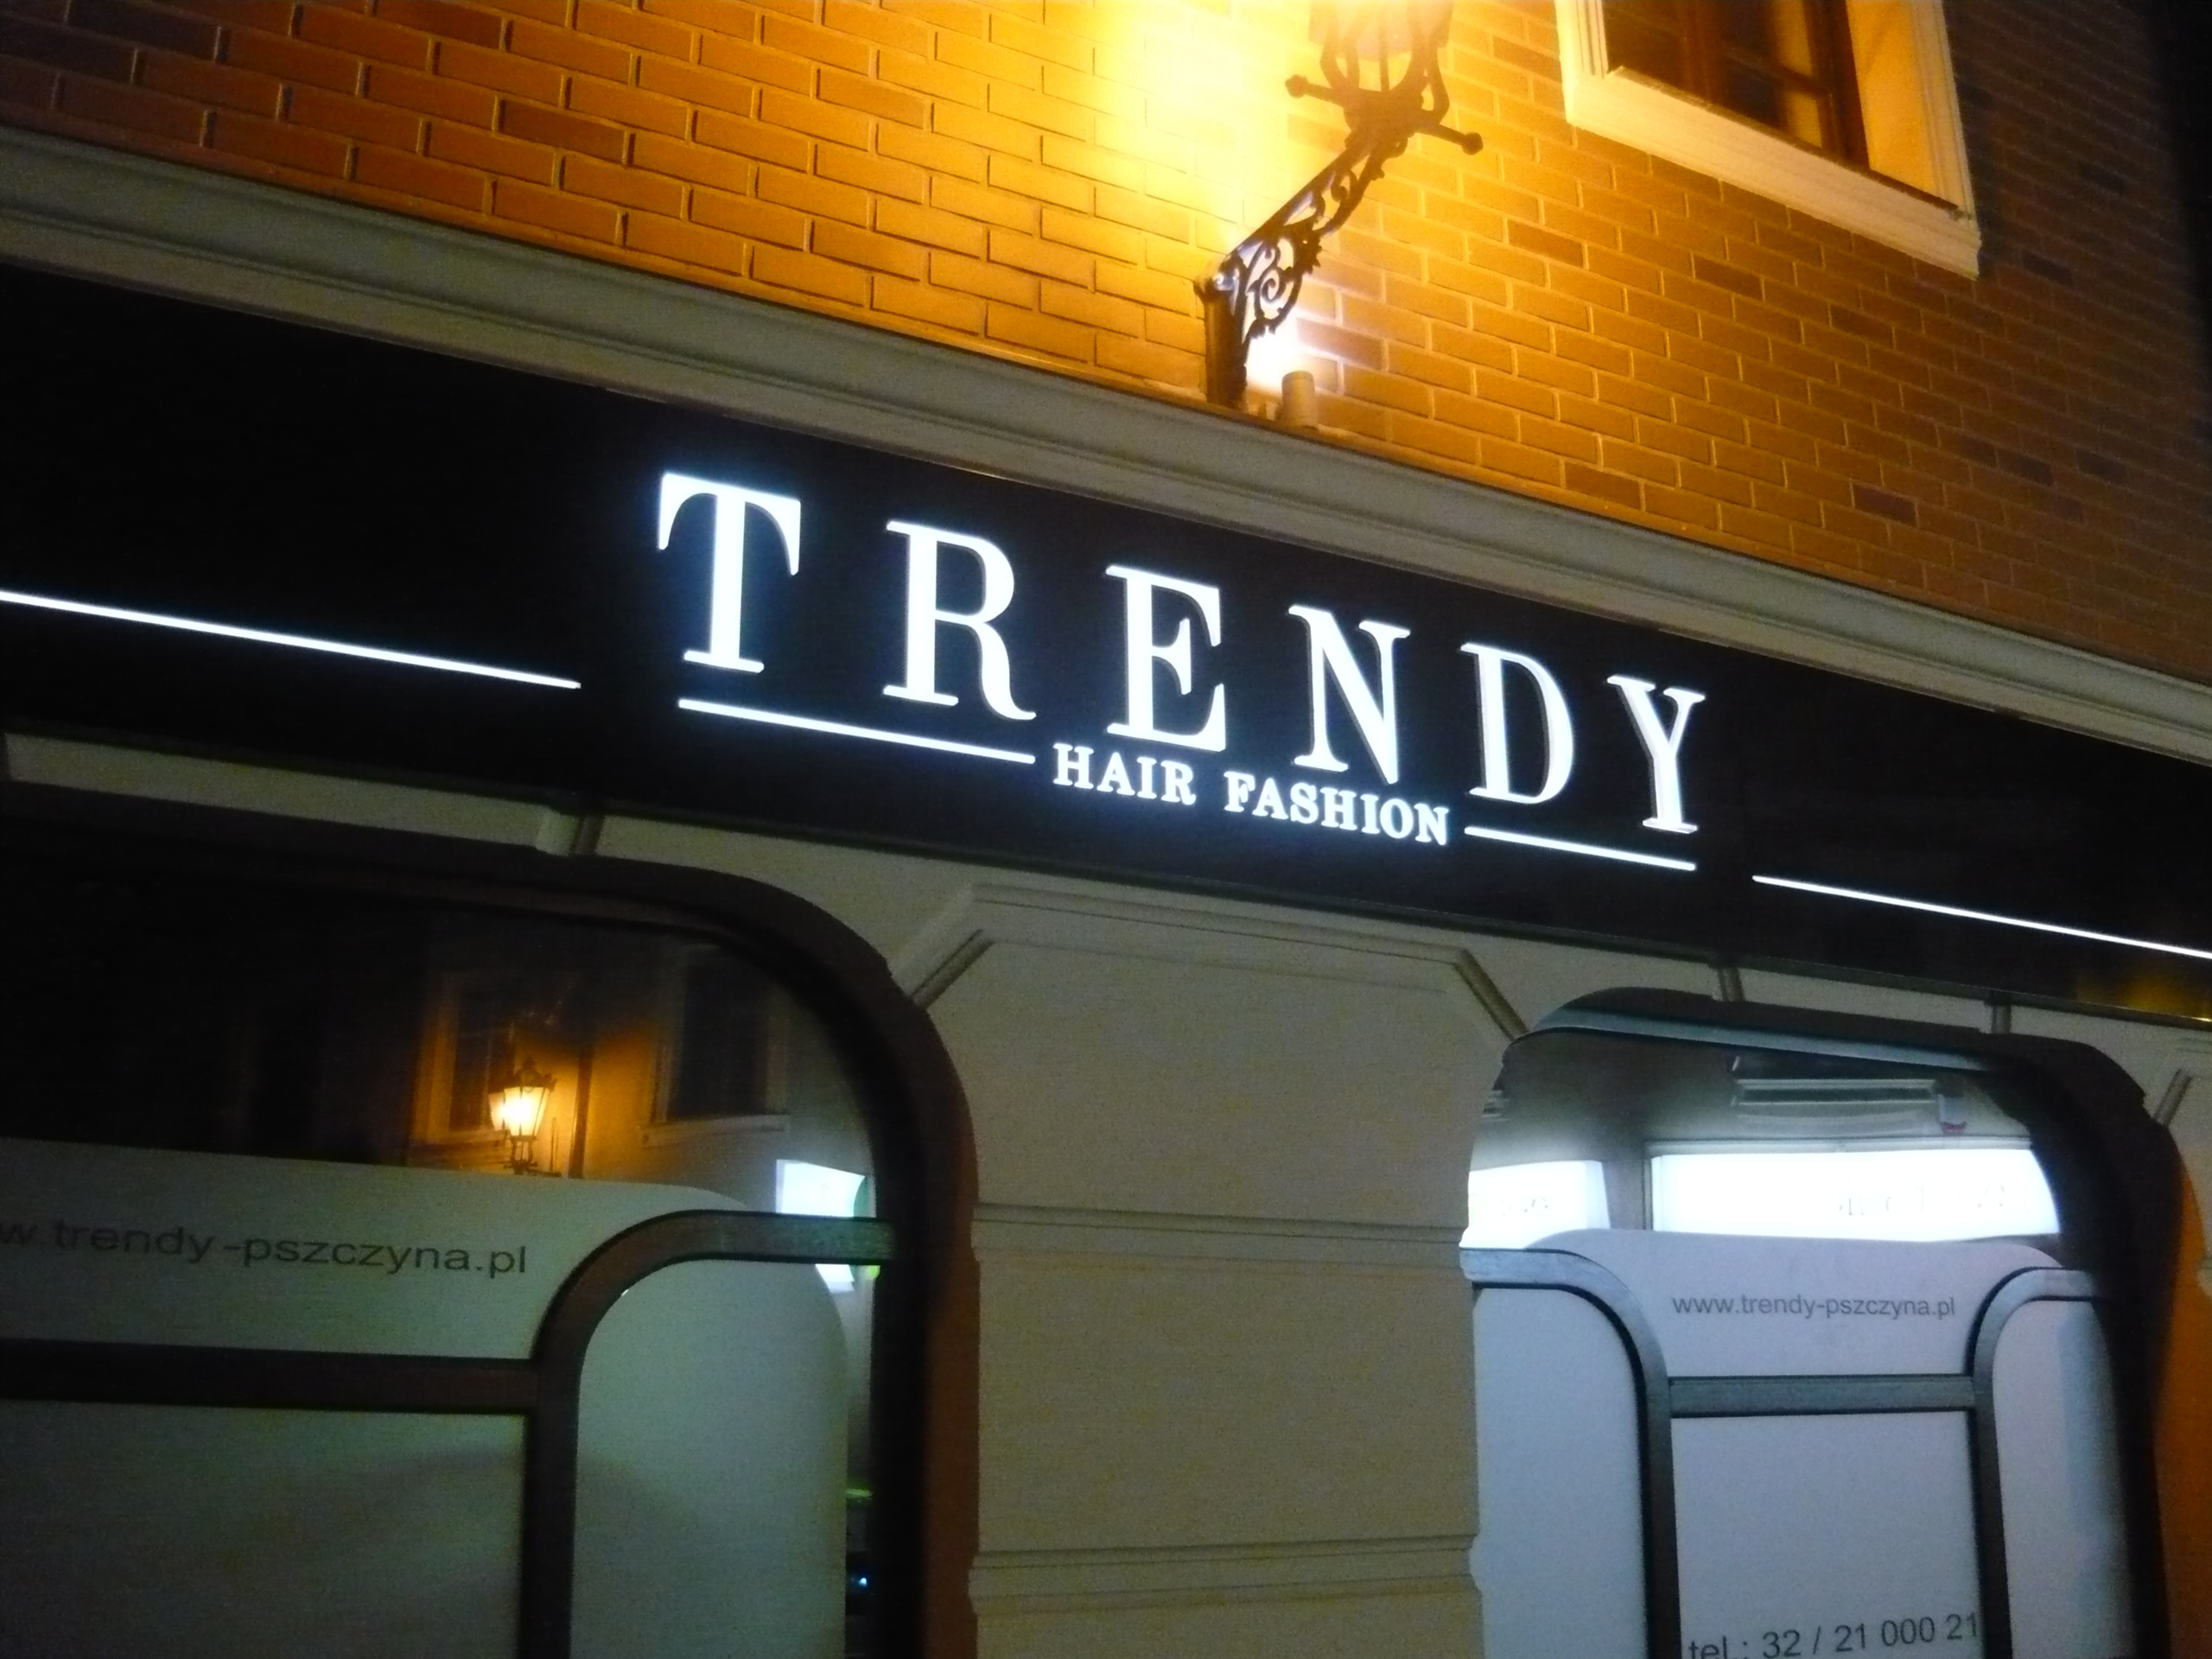 TRENDY
HAIR FASHION
w.trendy-pszczyna.pl
www.trendy-pszczyna.pl
tel.: 32 / 21 000 21